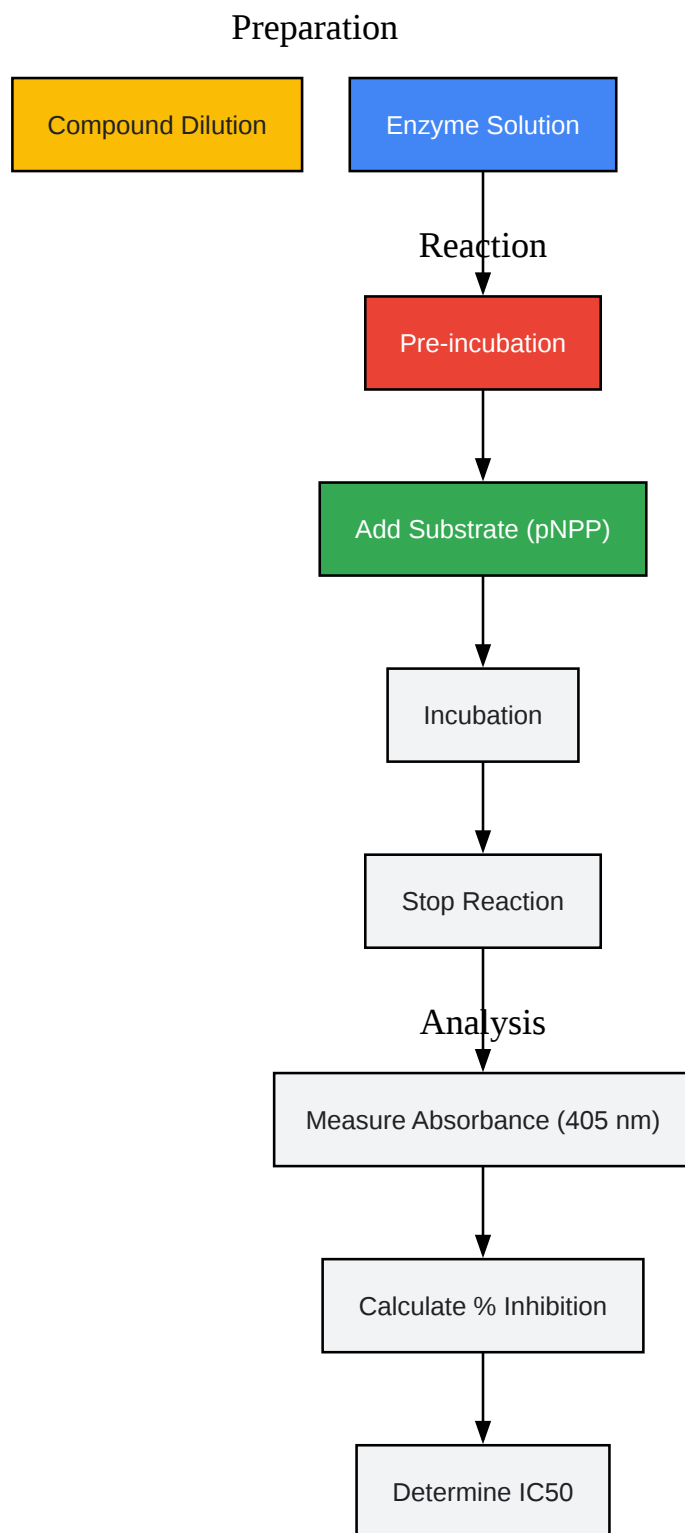 Preparation
Compound Dilution
Enzyme Solution
Reaction
Pre-incubation
Add Substrate (pNPP)
Incubation
Stop Reaction
Analysis
Measure Absorbance (405 nm)
Calculate % Inhibition
Determine IC50